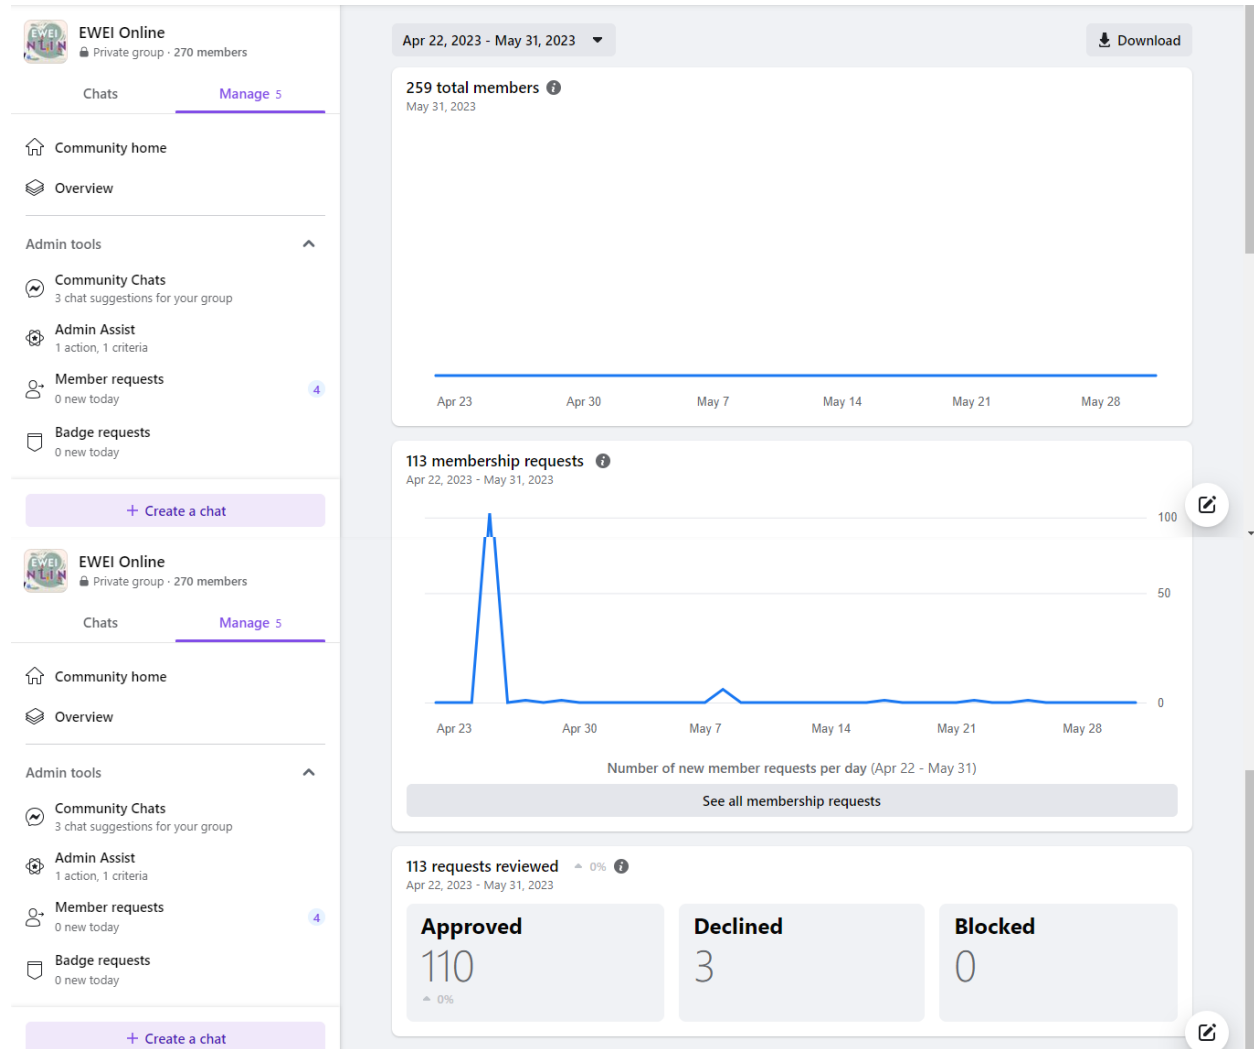 EWEI Online
Private group · 270 members
Chats
Manage 5
Community home
Overview
Admin tools
Community Chats
3 chat suggestions for your group
Admin Assist
1 action, 1 criteria
Member requests
0 new today
4
Badge requests
0 new today
+ Create a chat
Apr 22, 2023 - May 31, 2023
Download
259 total members
May 31, 2023
Apr 23 Apr 30 May 7 May 14 May 21 May 28
113 membership requests
Apr 22, 2023 - May 31, 2023
100
EWEI Online
Private group · 270 members
Chats
Manage 5
Community home
Overview
Admin tools
Community Chats
3 chat suggestions for your group
Admin Assist
1 action, 1 criteria
Member requests
0 new today
4
Badge requests
0 new today
+ Create a chat
50
0
Apr 23 Apr 30 May 7 May 14 May 21 May 28
Number of new member requests per day (Apr 22 - May 31)
See all membership requests
113 requests reviewed 0%
Apr 22, 2023 - May 31, 2023
Approved
110
0%
Declined
3
Blocked
0